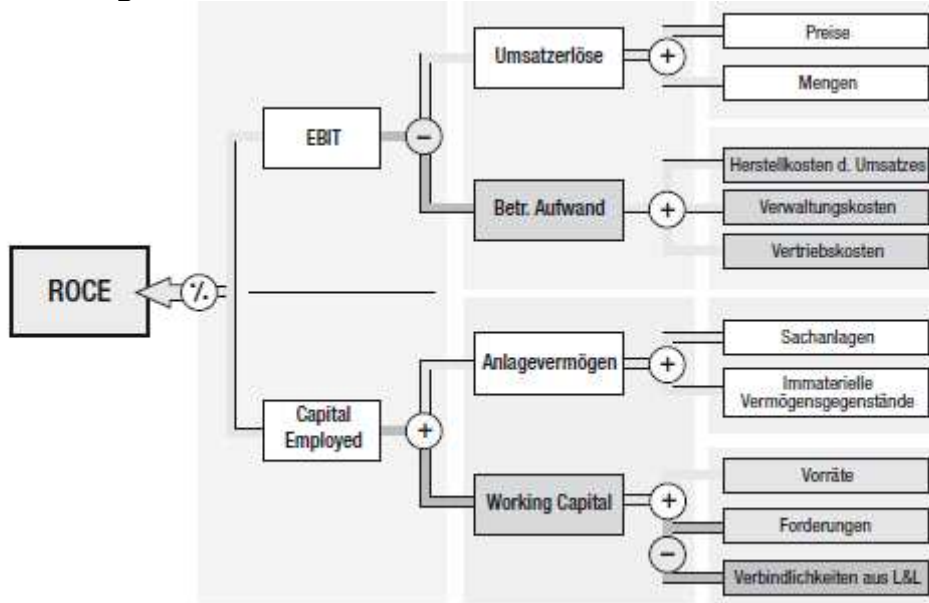 Preise
Umsatzerlöse
+
Mengen
EBIT
–
Herstellkosten d. Umsatzes
Betr. Aufwand
+
Verwaltungskosten
Vertriebskosten
ROCE
%
Sachanlagen
Anlagevermögen
+
Immaterielle
Vermögensgegenstände
Capital
Employed
+
Vorräte
Working Capital
+
Forderungen
–
Verbindlichkeiten aus L&L